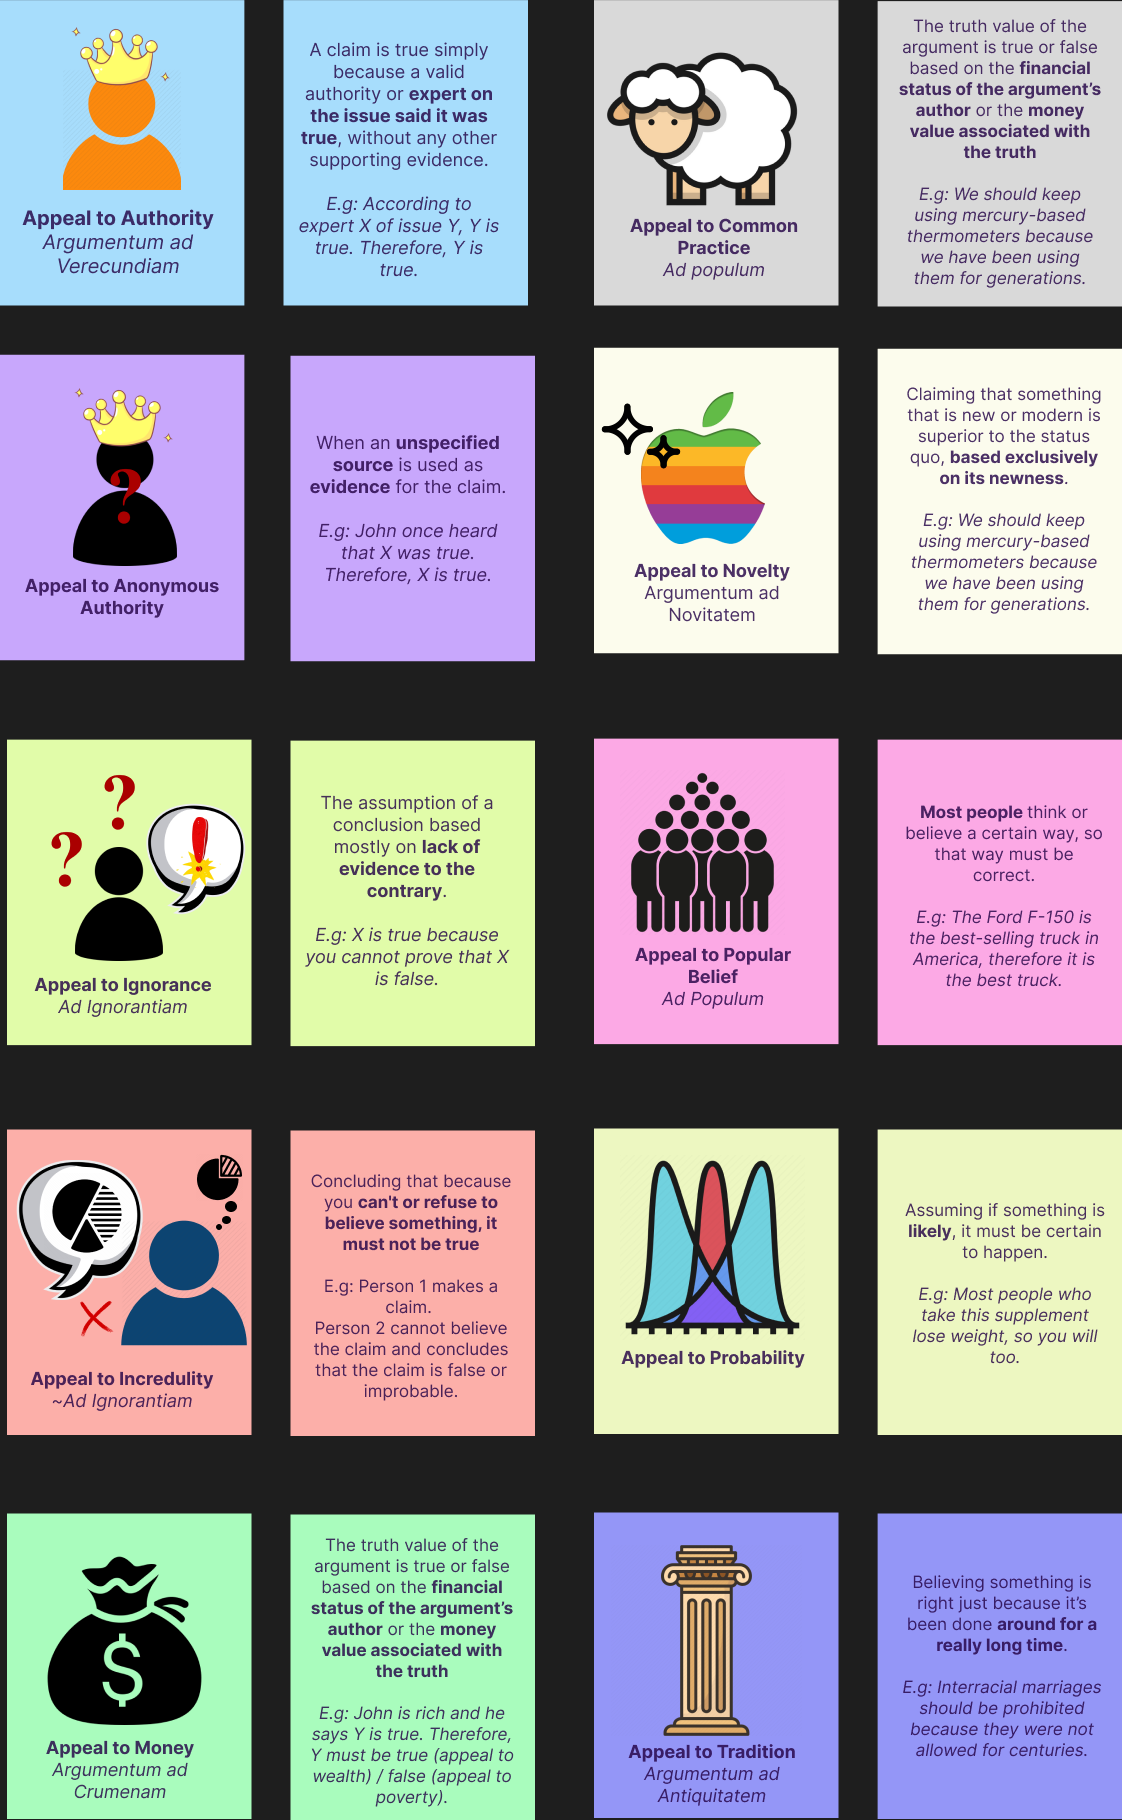 Appeal to Authority
Argumentum ad
Verecundiam
A claim is true simply
because a valid
authority or expert on
the issue said it was
true, without any other
supporting evidence.
E.g: According to
expert X of issue Y, Y is
true. Therefore, Y is
true.
Appeal to Common
Practice
Ad populum
The truth value of the
argument is true or false
based on the financial
status of the argument's
author or the money
value associated with
the truth
E.g: We should keep
using mercury-based
thermometers because
we have been using
them for generations.
?
Appeal to Anonymous
Authority
When an unspecified
source is used as
evidence for the claim.
E.g: John once heard
that X was true.
Therefore, X is true.
Appeal to Novelty
Argumentum ad
Novitatem
Claiming that something
that is new or modern is
superior to the status
quo, based exclusively
on its newness.
E.g: We should keep
using mercury-based
thermometers because
we have been using
them for generations.
?
?
!
Appeal to Ignorance
Ad Ignorantiam
The assumption of a
conclusion based
mostly on lack of
evidence to the
contrary.
E.g: X is true because
you cannot prove that X
is false.
Appeal to Popular
Belief
Ad Populum
Most people think or
believe a certain way, so
that way must be
correct.
E.g: The Ford F-150 is
the best-selling truck in
America, therefore it is
the best truck.
Appeal to Incredulity
~Ad Ignorantiam
Concluding that because
you can't or refuse to
believe something, it
must not be true
E.g: Person 1 makes a
claim.
Person 2 cannot believe
the claim and concludes
that the claim is false or
improbable.
Appeal to Probability
Assuming if something is
likely, it must be certain
to happen.
E.g: Most people who
take this supplement
lose weight, so you will
too.
$
Appeal to Money
Argumentum ad
Crumenam
The truth value of the
argument is true or false
based on the financial
status of the argument's
author or the money
value associated with
the truth
E.g: John is rich and he
says Y is true. Therefore,
Y must be true (appeal to
wealth) / false (appeal to
poverty).
Appeal to Tradition
Argumentum ad
Antiquitatem
Believing something is
right just because it's
been done around for a
really long time.
E.g: Interracial marriages
should be prohibited
because they were not
allowed for centuries.